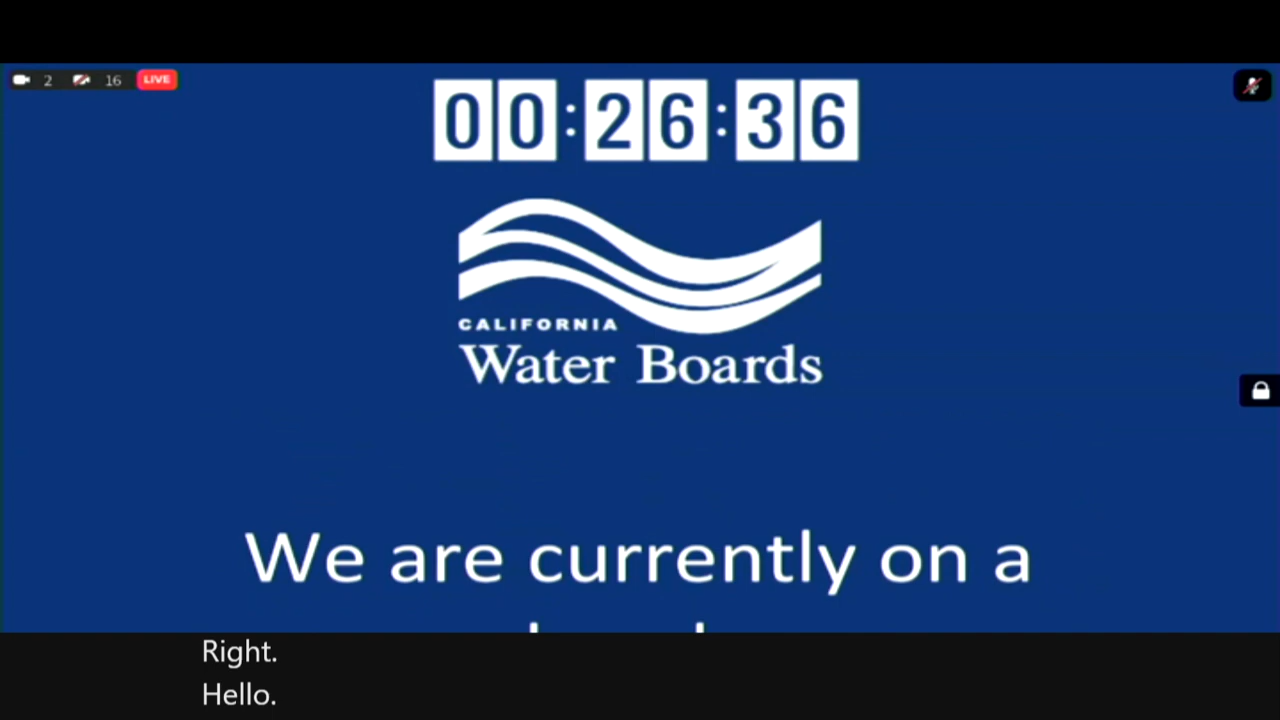 2 16 LIVE
00:26:36
CALIFORNIA
Water Boards
We are currently on a
Right.
Hello.